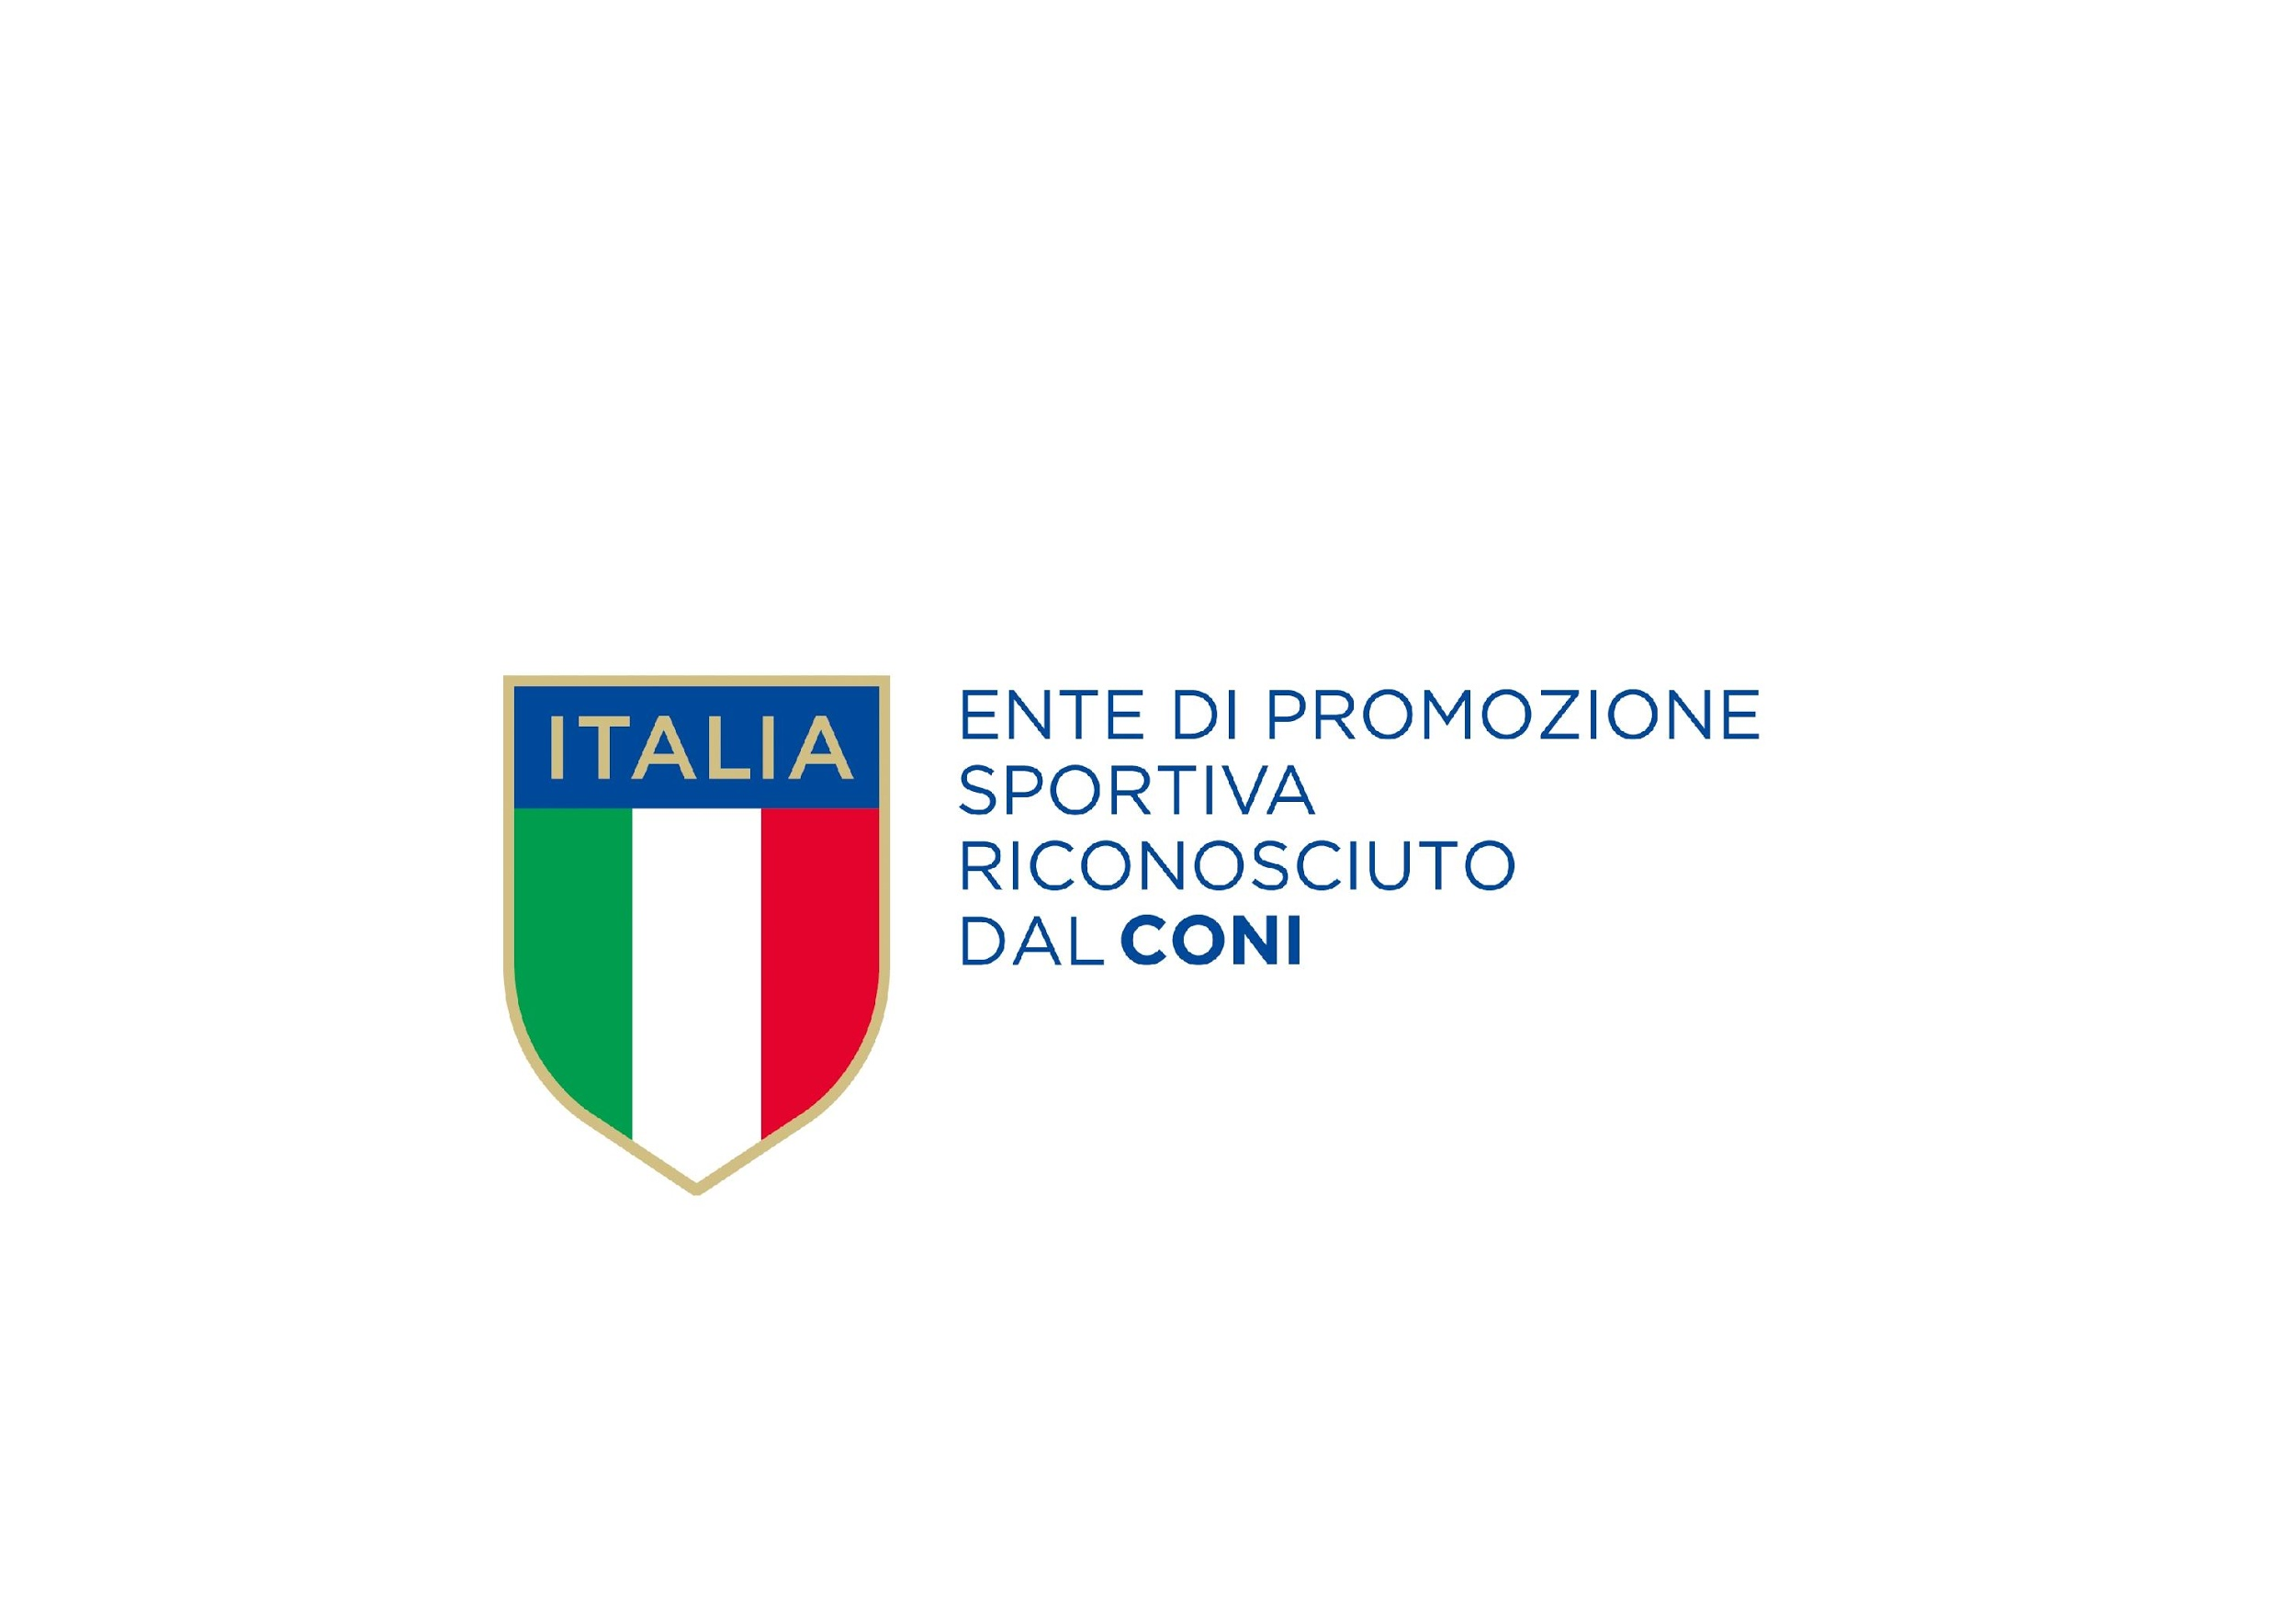 ITALIA
ENTE DI PROMOZIONE
SPORTIVA
RICONOSCIUTO
DAL CONI